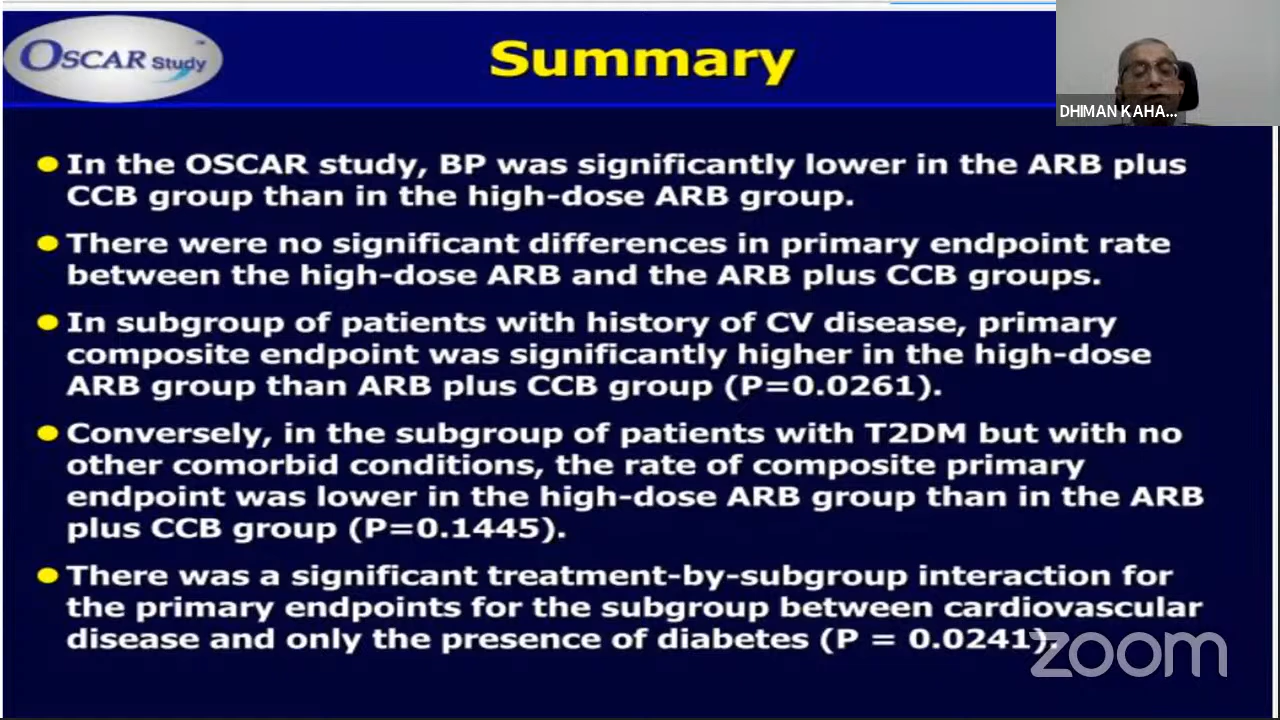 OSCAR Study
Summary
DHIMAN KAHA...
In the OSCAR study, BP was significantly lower in the ARB plus
CCB group than in the high-dose ARB group.
There were no significant differences in primary endpoint rate
between the high-dose ARB and the ARB plus CCB groups.
In subgroup of patients with history of CV disease, primary
composite endpoint was significantly higher in the high-dose
ARB group than ARB plus CCB group (P=0.0261).
Conversely, in the subgroup of patients with T2DM but with no
other comorbid conditions, the rate of composite primary
endpoint was lower in the high-dose ARB group than in the ARB
plus CCB group (P=0.1445).
There was a significant treatment-by-subgroup interaction for
the primary endpoints for the subgroup between cardiovascular
disease and only the presence of diabetes (P = 0.0241).
zoom